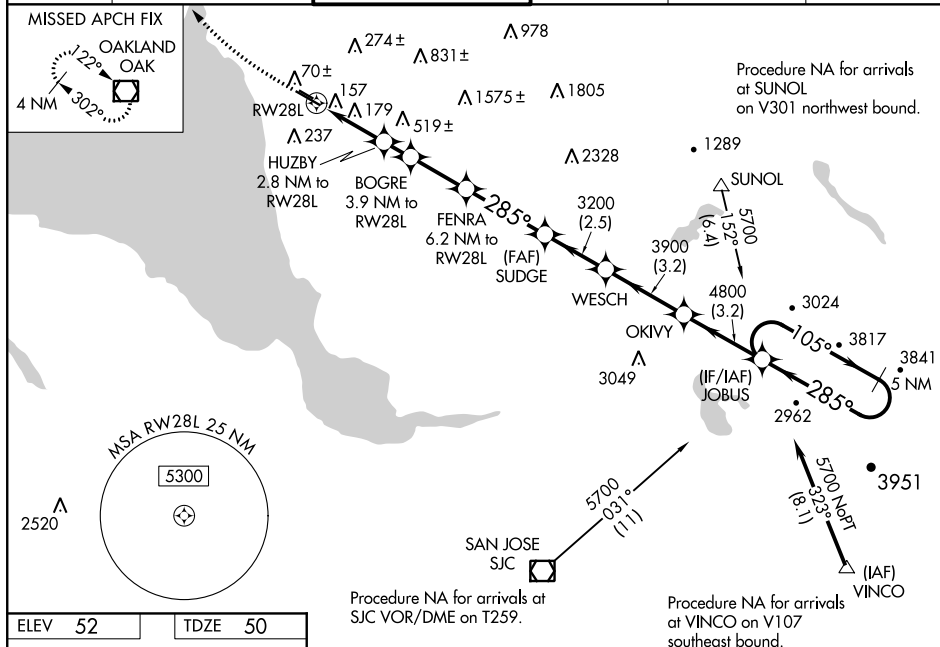 MISSED APCH FIX
OAKLAND
OAK
122°
302°
4 NM
274±
831±
978
70±
157
179
RW28L
237
519±
1575±
1805
2328
Procedure NA for arrivals
at SUNOL
on V301 northwest bound.
1289
SUNOL
5700
152°
(6.4)
HUZBY
2.8 NM to
RW28L
BOGRE
3.9 NM to
RW28L
FENRA
6.2 NM to
RW28L
285°
(FAF)
SUDGE
3200
(2.5)
WESCH
3900
(3.2)
OKIVY
4800
(3.2)
(IF/IAF)
JOBUS
3024
105°
3817
3841
5 NM
285°
2962
3049
3951
MSA RW28L 25 NM
5300
2520
5700
031°
(11)
SAN JOSE
SJC
5700 NoPT
323°
(8.1)
(IAF)
VINCO
Procedure NA for arrivals at
SJC VOR/DME on T259.
Procedure NA for arrivals
at VINCO on V107
southeast bound.
ELEV 52
TDZE 50